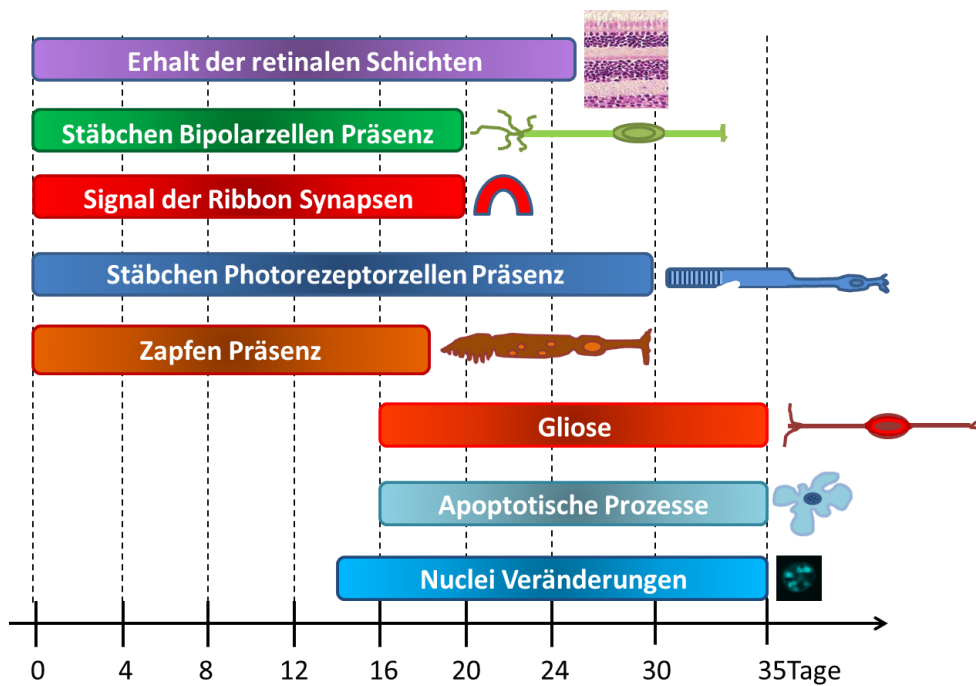 Erhalt der retinalen Schichten
Stäbchen Bipolarzellen Präsenz
Signal der Ribbon Synapsen
Stäbchen Photorezeptorzellen Präsenz
Zapfen Präsenz
Gliose
Apoptotische Prozesse
Nuclei Veränderungen
0 4 8 12 16 20 24 30 35Tage